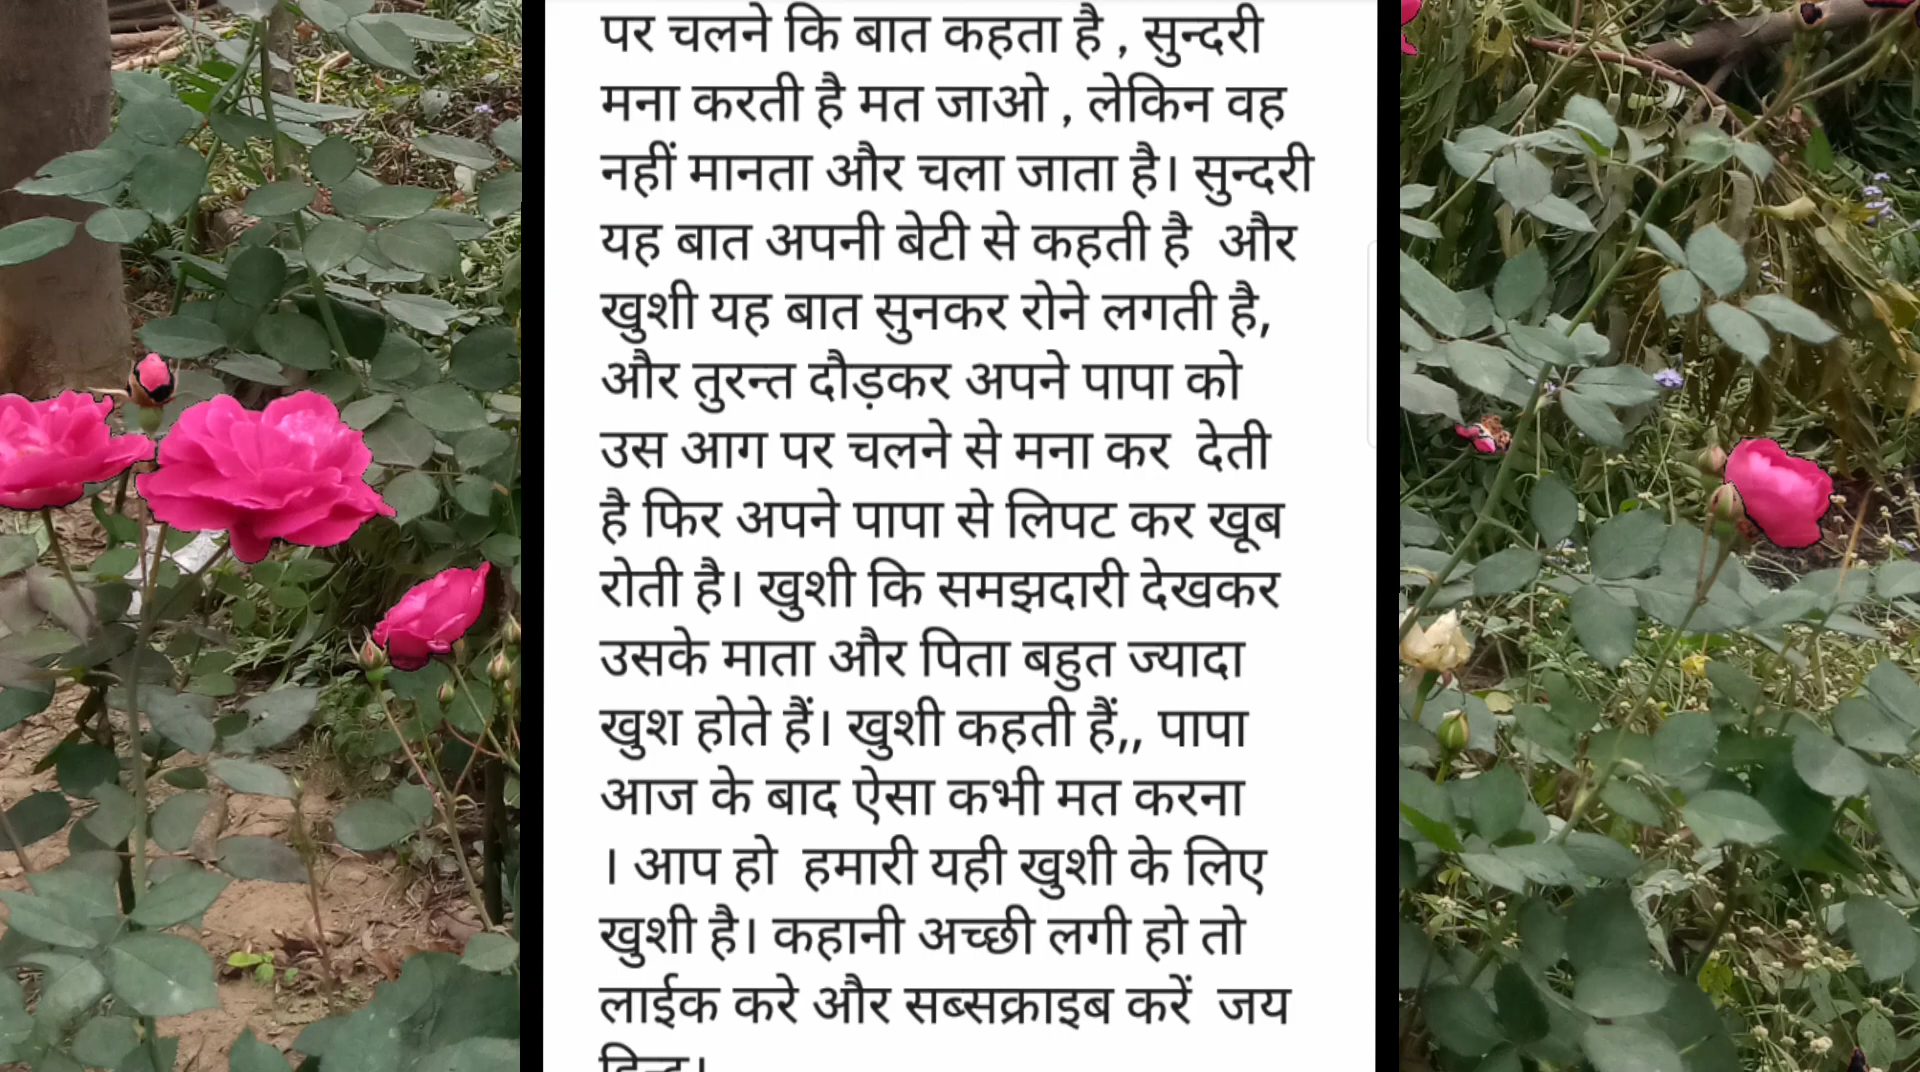 पर चलने कि बात कहता है , सुन्दरी
मना करती है मत जाओ , लेकिन वह
नहीं मानता और चला जाता है। सुन्दरी
यह बात अपनी बेटी से कहती है  और
खुशी यह बात सुनकर रोने लगती है,
और तुरन्त दौड़कर अपने पापा को
उस आग पर चलने से मना कर  देती
है फिर अपने पापा से लिपट कर खूब
रोती है। खुशी कि समझदारी देखकर
उसके माता और पिता बहुत ज्यादा
खुश होते हैं। खुशी कहती हैं,, पापा
आज के बाद ऐसा कभी मत करना
। आप हो  हमारी यही खुशी के लिए
खुशी है। कहानी अच्छी लगी हो तो
लाईक करे और सब्सक्राइब करें  जय